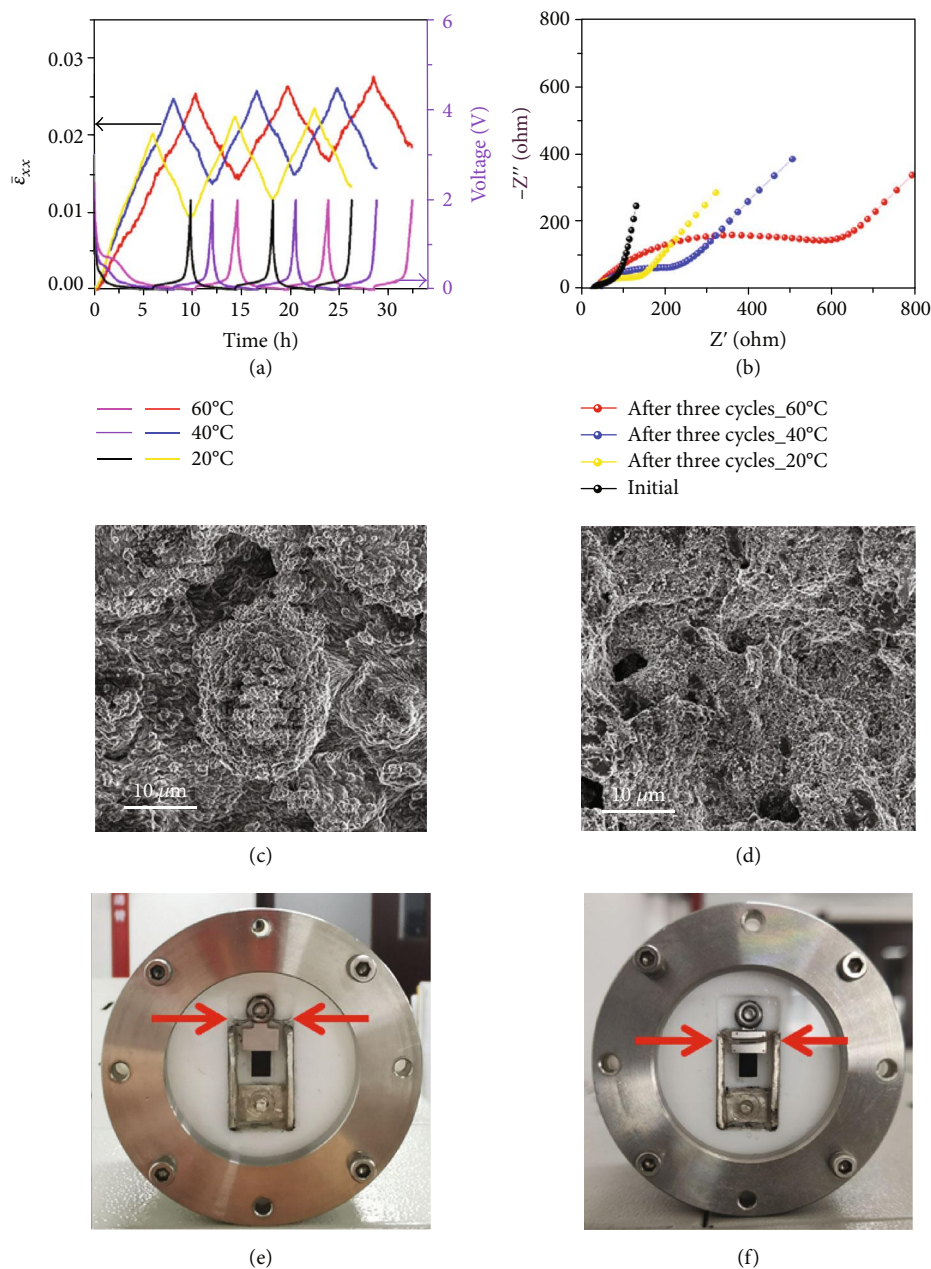 0.03
0.02
0.01
0.00
ε̄xx
6
4
2
0
Voltage (V)
0 5 10 15 20 25 30
Time (h)
(a)
800
600
400
200
0
−Z″ (ohm)
0 200 400 600 800
Z′ (ohm)
(b)
60°C
40°C
20°C
After three cycles_60°C
After three cycles_40°C
After three cycles_20°C
Initial
10 μm
(c)
10 μm
(d)
(e)
(f)